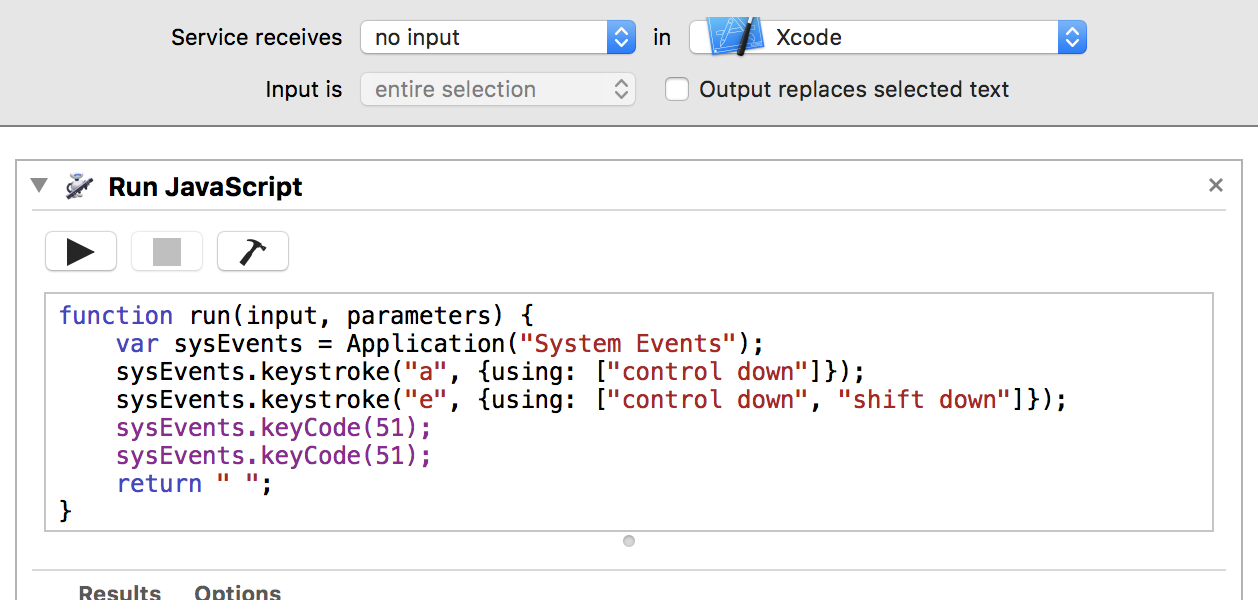 Service receives no input in Xcode
Input is entire selection Output replaces selected text
Run JavaScript
function run(input, parameters) {
    var sysEvents = Application("System Events");
    sysEvents.keystroke("a", {using: ["control down"]});
    sysEvents.keystroke("e", {using: ["control down", "shift down"]});
    sysEvents.keyCode(51);
    sysEvents.keyCode(51);
    return " ";
}
Results Options